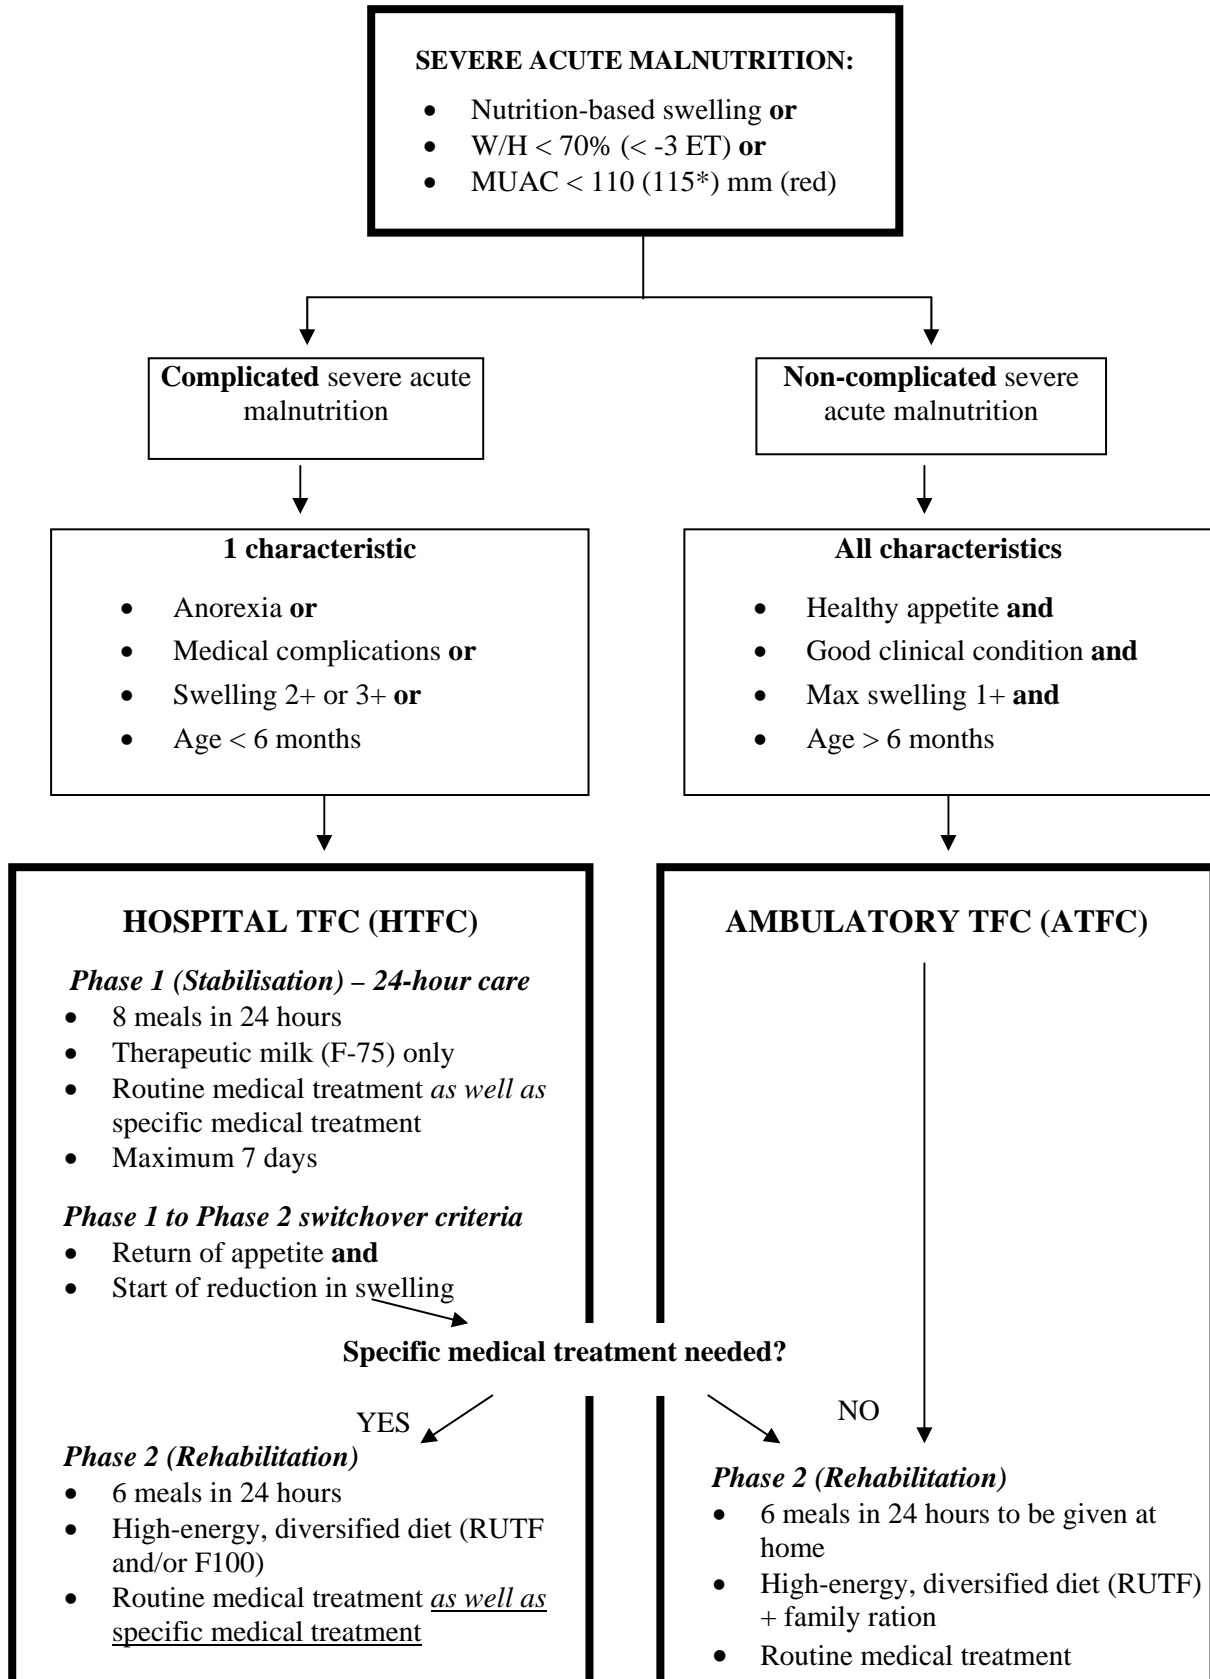 SEVERE ACUTE MALNUTRITION:
• Nutrition-based swelling or
• W/H < 70% (< -3 ET) or
• MUAC < 110 (115*) mm (red)
Complicated severe acute
malnutrition
Non-complicated severe
acute malnutrition
1 characteristic
• Anorexia or
• Medical complications or
• Swelling 2+ or 3+ or
• Age < 6 months
All characteristics
• Healthy appetite and
• Good clinical condition and
• Max swelling 1+ and
• Age > 6 months
HOSPITAL TFC (HTFC)
Phase 1 (Stabilisation) – 24-hour care
• 8 meals in 24 hours
• Therapeutic milk (F-75) only
• Routine medical treatment as well as
specific medical treatment
• Maximum 7 days
Phase 1 to Phase 2 switchover criteria
• Return of appetite and
• Start of reduction in swelling
AMBULATORY TFC (ATFC)
Specific medical treatment needed?
YES
NO
Phase 2 (Rehabilitation)
• 6 meals in 24 hours
• High-energy, diversified diet (RUTF
and/or F100)
• Routine medical treatment as well as
specific medical treatment
Phase 2 (Rehabilitation)
• 6 meals in 24 hours to be given at
home
• High-energy, diversified diet (RUTF)
+ family ration
• Routine medical treatment